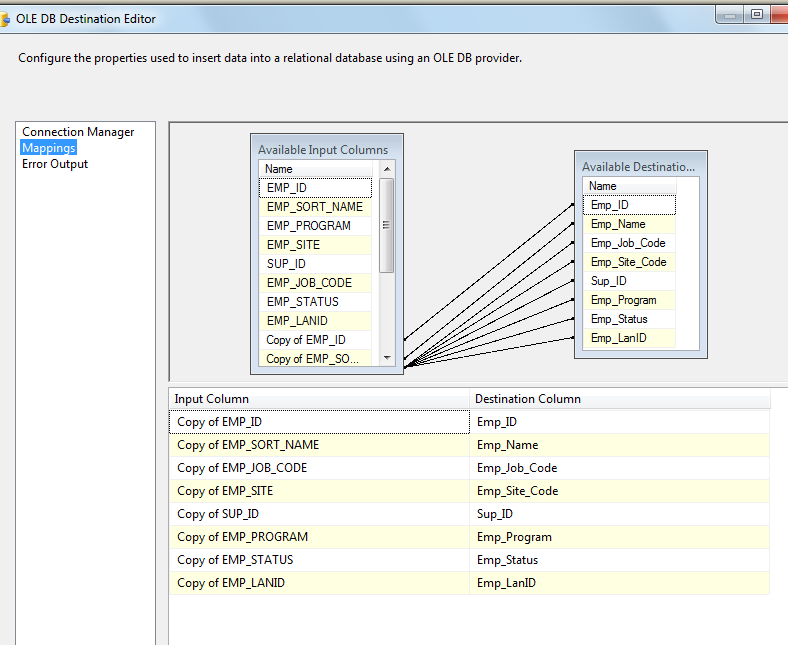 OLE DB Destination Editor
Configure the properties used to insert data into a relational database using an OLE DB provider.
Connection Manager
Mappings
Error Output
Available Input Columns
Name
EMP_ID
EMP_SORT_NAME
EMP_PROGRAM
EMP_SITE
SUP_ID
EMP_JOB_CODE
EMP_STATUS
EMP_LANID
Copy of EMP_ID
Copy of EMP_SO...
Available Destinatio...
Name
Emp_ID
Emp_Name
Emp_Job_Code
Emp_Site_Code
Sup_ID
Emp_Program
Emp_Status
Emp_LanID
Input Column Destination Column
Copy of EMP_ID Emp_ID
Copy of EMP_SORT_NAME Emp_Name
Copy of EMP_JOB_CODE Emp_Job_Code
Copy of EMP_SITE Emp_Site_Code
Copy of SUP_ID Sup_ID
Copy of EMP_PROGRAM Emp_Program
Copy of EMP_STATUS Emp_Status
Copy of EMP_LANID Emp_LanID